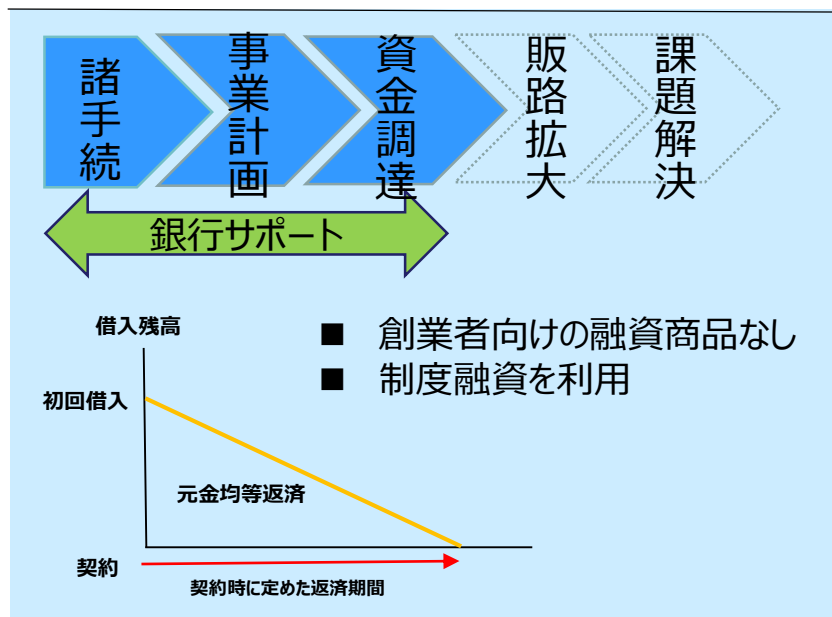 諸手続
事業計画
資金調達
販路拡大
課題解決
銀行サポート
借入残高
■ 創業者向けの融資商品なし
■ 制度融資を利用
初回借入
元金均等返済
契約
契約時に定めた返済期間